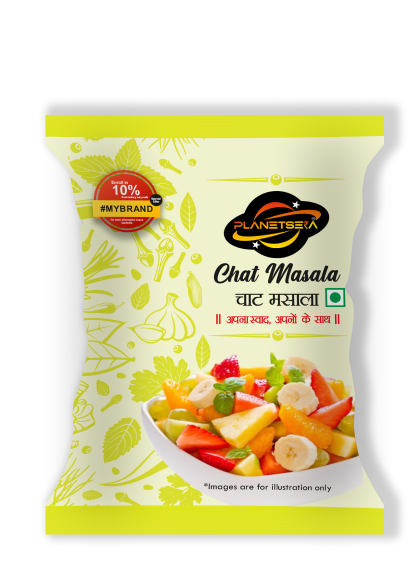 Enroll in
10%
#MYBRAND
PLANETSERA
Chat Masala
चाट मसाला
॥ अपना स्वाद, अपनों के साथ ॥
*Images are for illustration only